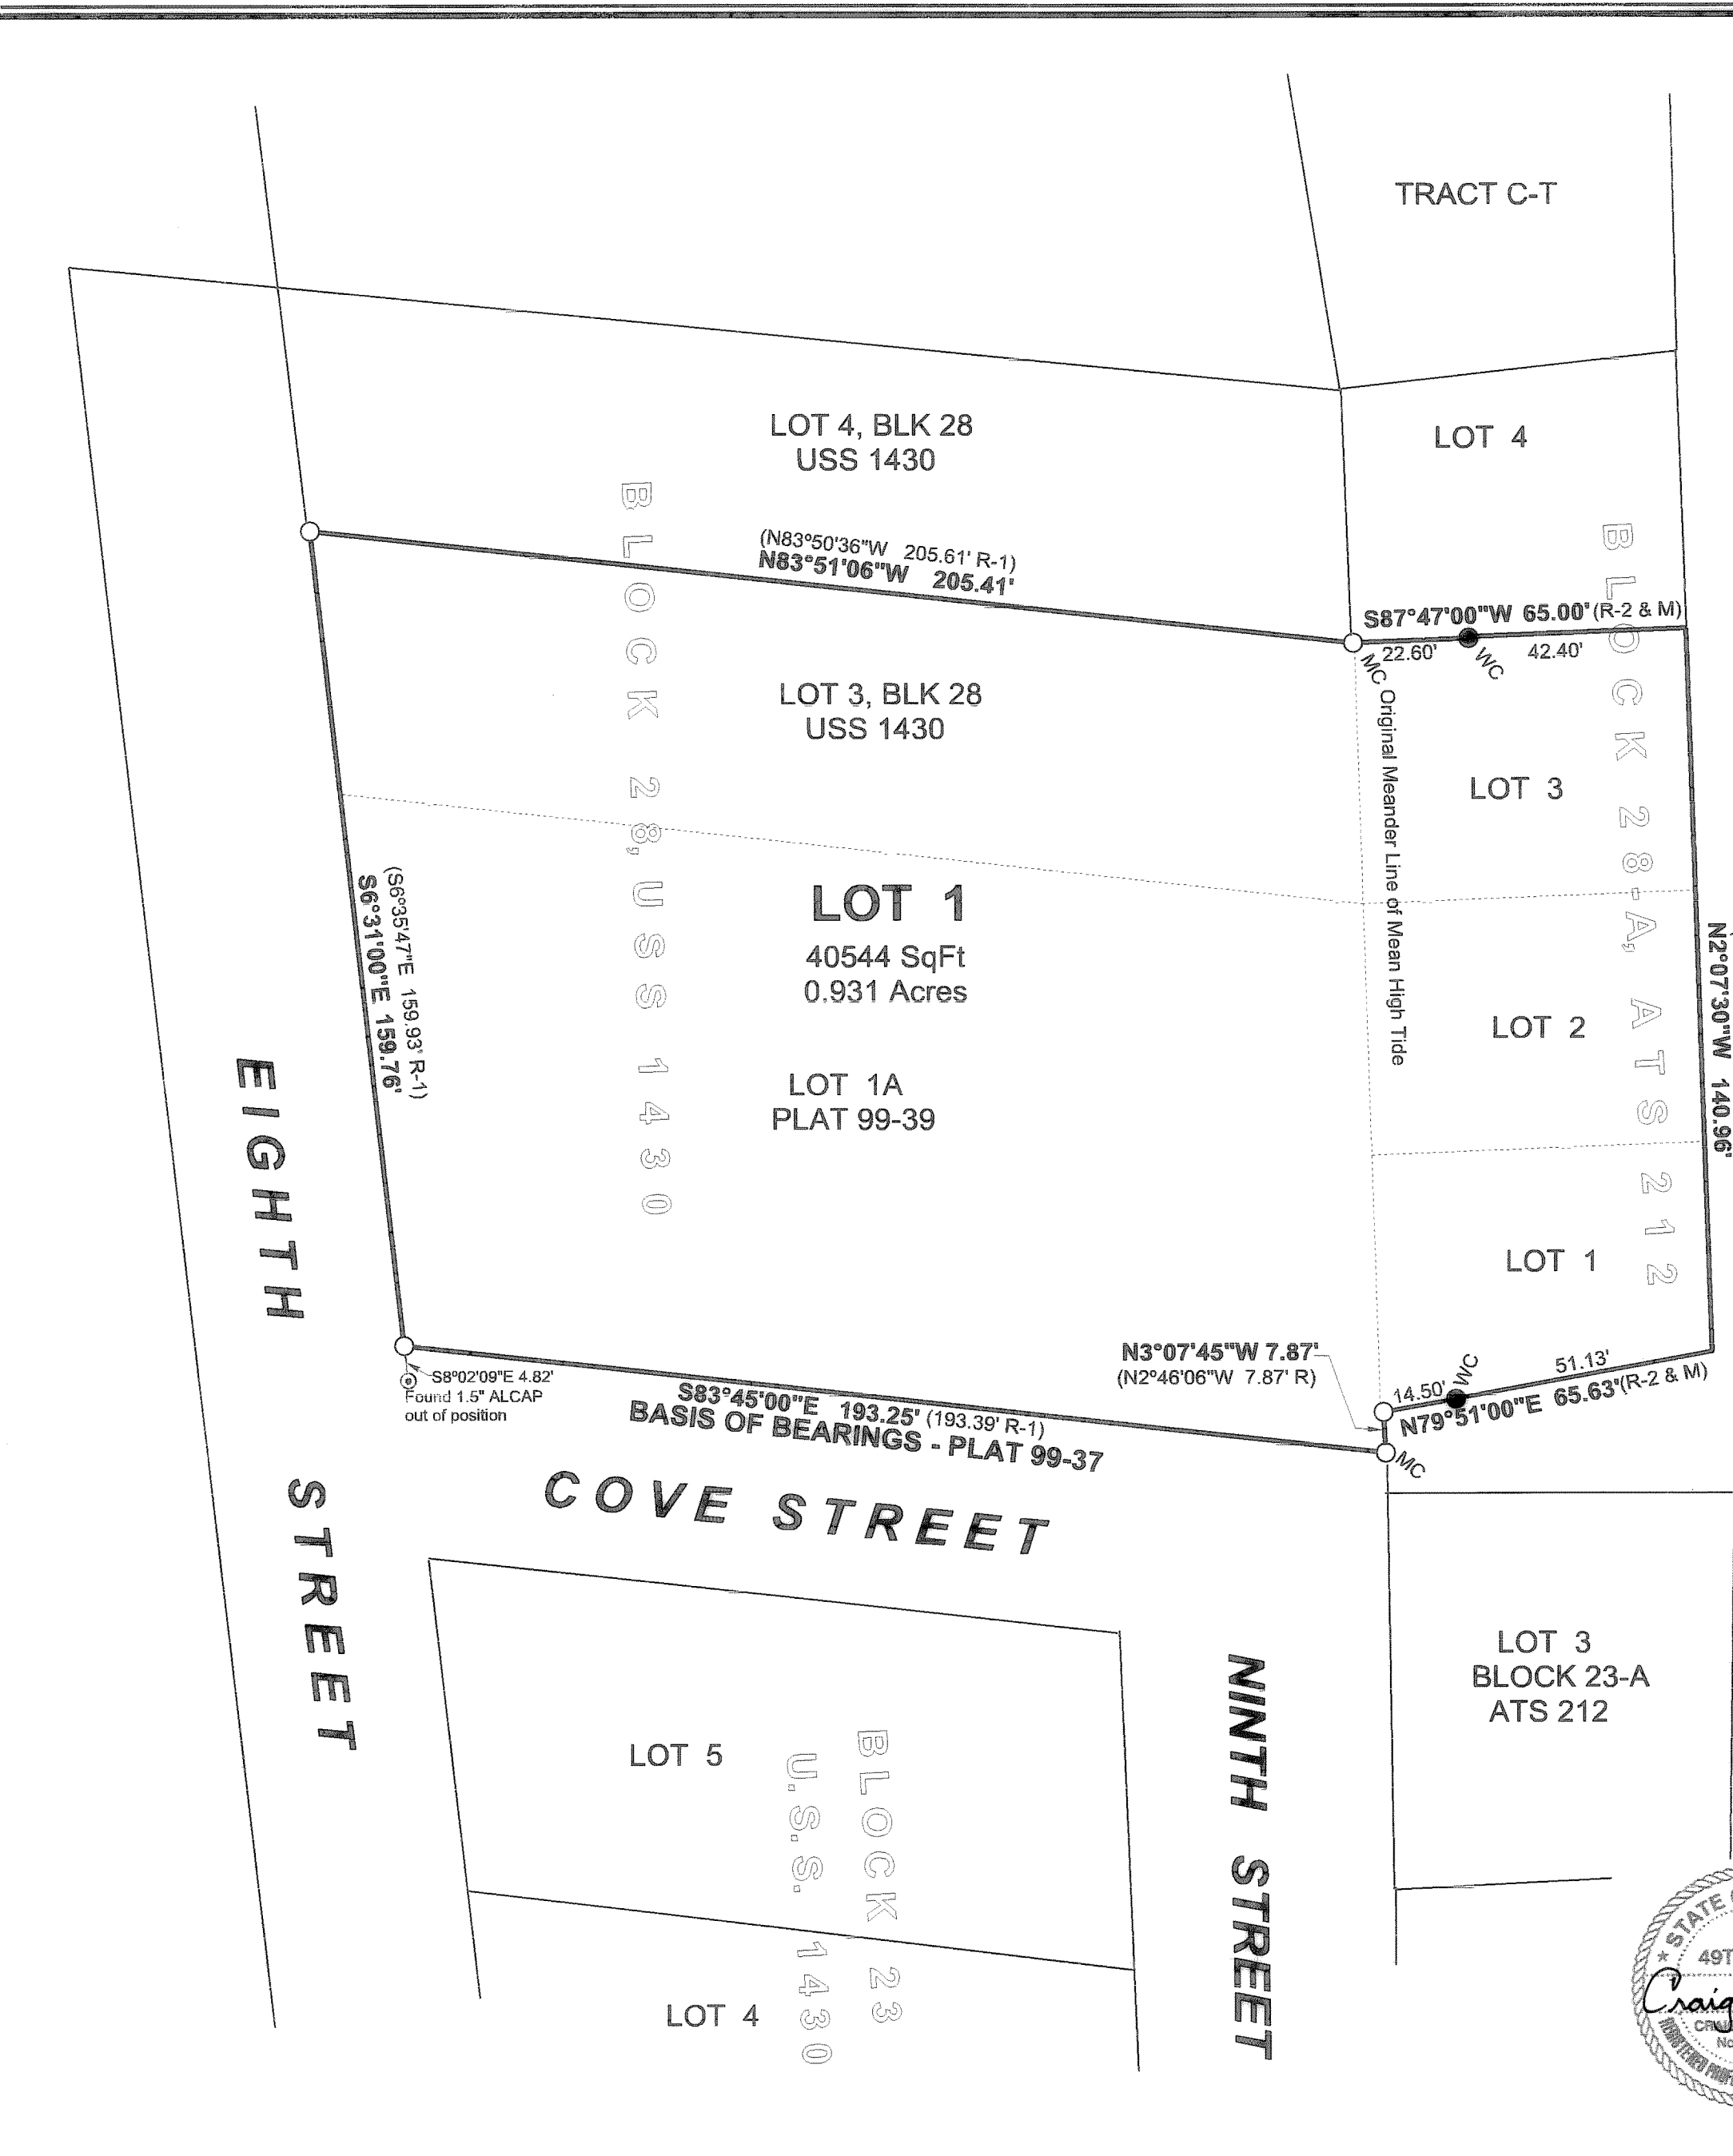 TRACT C-T
LOT 4, BLK 28
USS 1430
LOT 4
BLOCK 28, USS 1430
BLOCK 28-A, ATS 212
(N83°50'36"W 205.61' R-1)
N83°51'06"W 205.41'
S87°47'00"W 65.00' (R-2 & M)
22.60'
42.40'
MC
WC
LOT 3, BLK 28
USS 1430
Original Meander Line of Mean High Tide
LOT 3
LOT 1
40544 SqFt
0.931 Acres
(S6°35'47"E 159.93' R-1)
S6°31'00"E 159.76'
N2°07'30"W 140.96'
LOT 2
LOT 1A
PLAT 99-39
EIGHTH STREET
LOT 1
N3°07'45"W 7.87'
(N2°46'06"W 7.87' R)
14.50'
WC
51.13'
N79°51'00"E 65.63' (R-2 & M)
S8°02'09"E 4.82'
Found 1.5" ALCAP
out of position
S83°45'00"E 193.25' (193.39' R-1)
BASIS OF BEARINGS - PLAT 99-37
MC
COVE STREET
LOT 3
BLOCK 23-A
ATS 212
NINTH STREET
LOT 5
BLOCK 23
U.S.S. 1430
LOT 4
STATE
49T
Craig